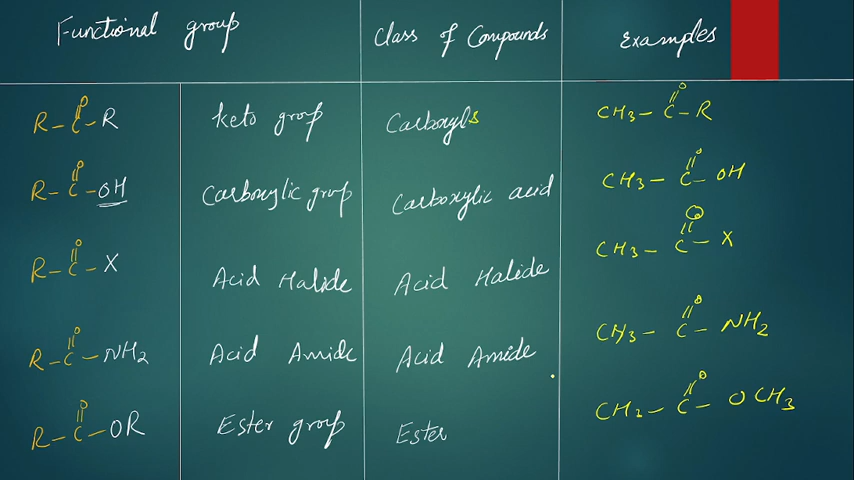 Functional group Class of Compounds Examples
R-C(=O)-R keto group Carbonyls CH3-C(=O)-R
R-C(=O)-OH Carboxylic group Carboxylic acid CH3-C(=O)-OH
R-C(=O)-X Acid Halide Acid Halide CH3-C(=O)-X
R-C(=O)-NH2 Acid Amide Acid Amide CH3-C(=O)-NH2
R-C(=O)-OR Ester group Ester CH3-C(=O)-OCH3